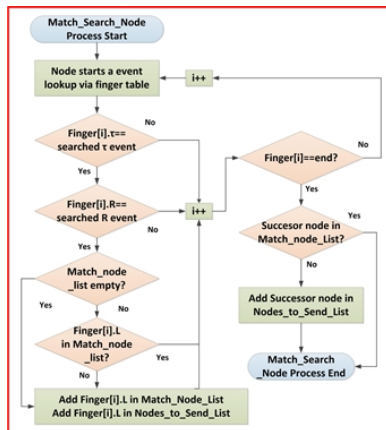 Match_Search_Node
Process Start
Node starts a event
lookup via finger table
i++
Finger[i].τ==
searched τ event
No
Yes
Finger[i].R==
searched R event
No
Yes
i++
Match_node
_list empty?
Yes
No
Finger[i].L
in Match_node
_list?
Yes
No
Add Finger[i].L in Match_Node_List
Add Finger[i].L in Nodes_to_Send_List
Finger[i]==end?
No
Yes
Succesor node in
Match_node_List?
Yes
No
Add Successor node in
Nodes_to_Send_List
Match_Search
_Node Process End